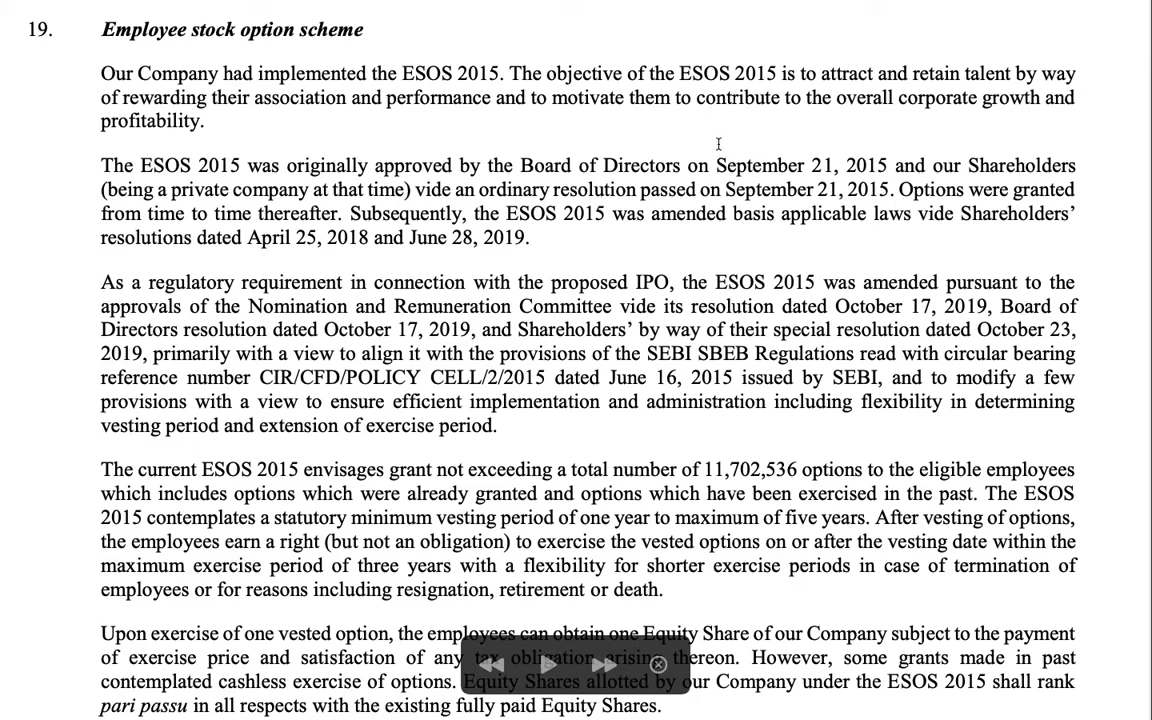 19. Employee stock option scheme
Our Company had implemented the ESOS 2015. The objective of the ESOS 2015 is to attract and retain talent by way
of rewarding their association and performance and to motivate them to contribute to the overall corporate growth and
profitability.
The ESOS 2015 was originally approved by the Board of Directors on September 21, 2015 and our Shareholders
(being a private company at that time) vide an ordinary resolution passed on September 21, 2015. Options were granted
from time to time thereafter. Subsequently, the ESOS 2015 was amended basis applicable laws vide Shareholders’
resolutions dated April 25, 2018 and June 28, 2019.
As a regulatory requirement in connection with the proposed IPO, the ESOS 2015 was amended pursuant to the
approvals of the Nomination and Remuneration Committee vide its resolution dated October 17, 2019, Board of
Directors resolution dated October 17, 2019, and Shareholders’ by way of their special resolution dated October 23,
2019, primarily with a view to align it with the provisions of the SEBI SBEB Regulations read with circular bearing
reference number CIR/CFD/POLICY CELL/2/2015 dated June 16, 2015 issued by SEBI, and to modify a few
provisions with a view to ensure efficient implementation and administration including flexibility in determining
vesting period and extension of exercise period.
The current ESOS 2015 envisages grant not exceeding a total number of 11,702,536 options to the eligible employees
which includes options which were already granted and options which have been exercised in the past. The ESOS
2015 contemplates a statutory minimum vesting period of one year to maximum of five years. After vesting of options,
the employees earn a right (but not an obligation) to exercise the vested options on or after the vesting date within the
maximum exercise period of three years with a flexibility for shorter exercise periods in case of termination of
employees or for reasons including resignation, retirement or death.
Upon exercise of one vested option, the employees can obtain one Equity Share of our Company subject to the payment
of exercise price and satisfaction of any tax obligation arising thereon. However, some grants made in past
contemplated cashless exercise of options. Equity Shares allotted by our Company under the ESOS 2015 shall rank
pari passu in all respects with the existing fully paid Equity Shares.